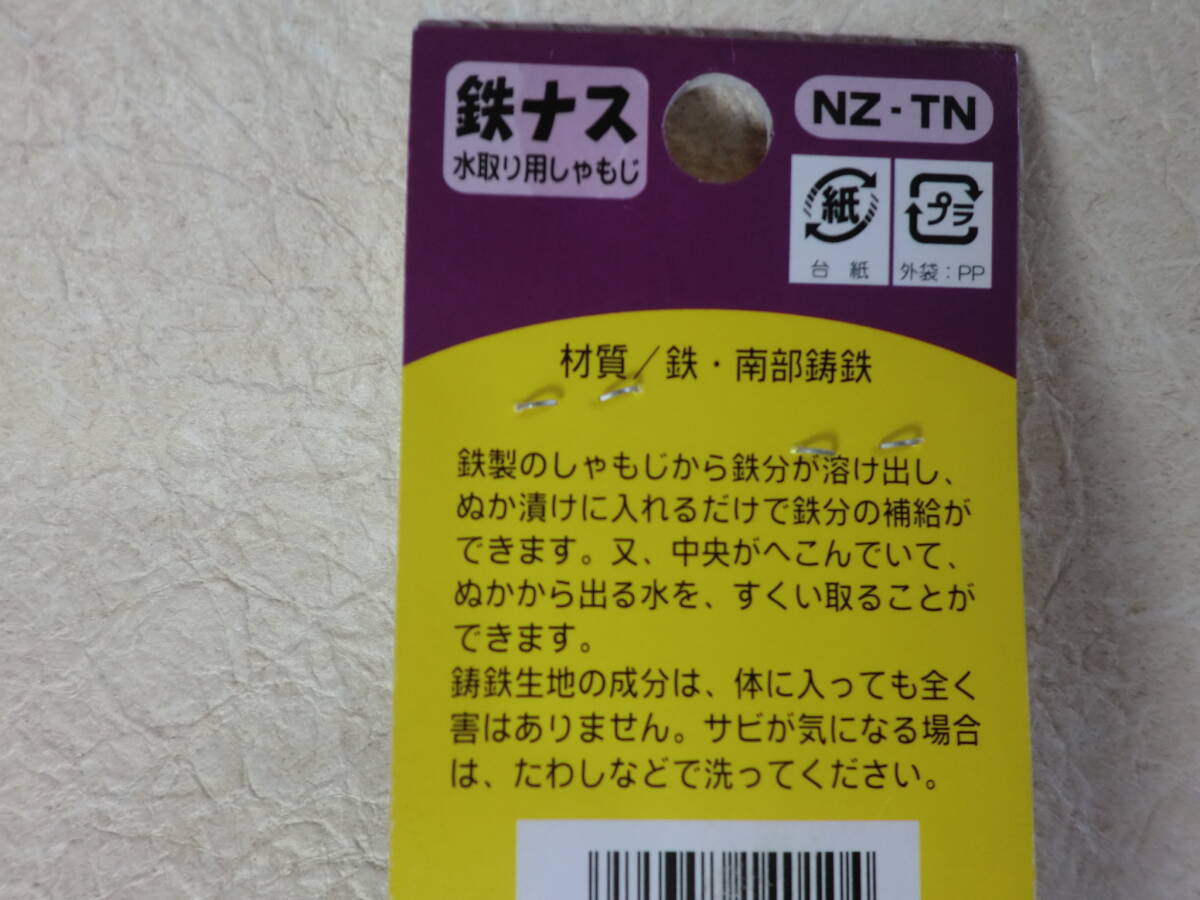 鉄ナス
水取り用しゃもじ
NZ-TN
紙
台紙
プラ
外袋：PP
材質／鉄・南部鋳鉄
鉄製のしゃもじから鉄分が溶け出し、
ぬか漬けに入れるだけで鉄分の補給が
できます。又、中央がへこんでいて、
ぬかから出る水を、すくい取ることが
できます。
鋳鉄生地の成分は、体に入っても全く
害はありません。サビが気になる場合
は、たわしなどで洗ってください。